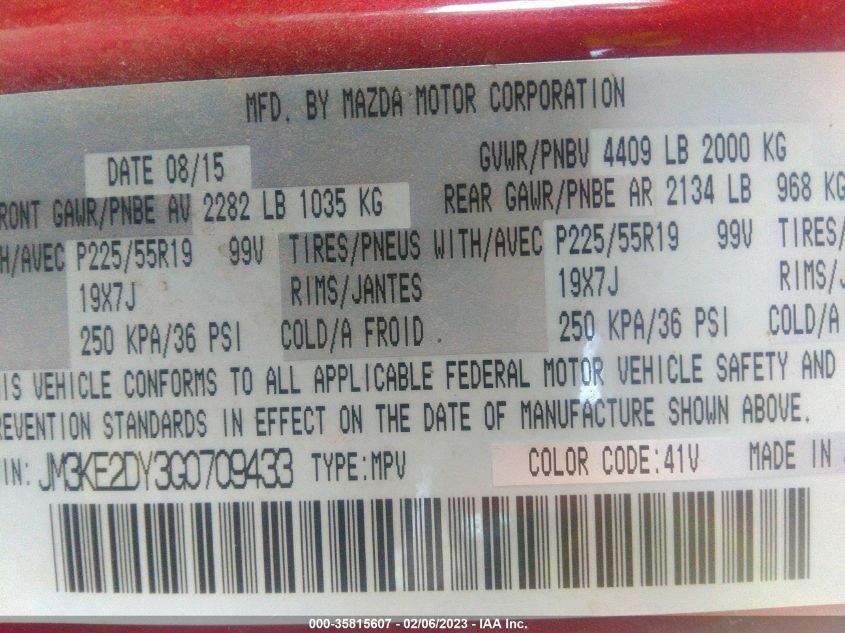 MFD. BY MAZDA MOTOR CORPORATION
DATE 08/15 GVWR/PNBV 4409 LB 2000 KG
RONT GAWR/PNBE AV 2282 LB 1035 KG REAR GAWR/PNBE AR 2134 LB 968 KG
H/AVEC P225/55R19 99V TIRES/PNEUS WITH/AVEC P225/55R19 99V TIRES/
19X7J RIMS/JANTES 19X7J RIMS/J
250 KPA/36 PSI COLD/A FROID 250 KPA/36 PSI COLD/A
IS VEHICLE CONFORMS TO ALL APPLICABLE FEDERAL MOTOR VEHICLE SAFETY AND
REVENTION STANDARDS IN EFFECT ON THE DATE OF MANUFACTURE SHOWN ABOVE.
IN: JM3KE2DY3G0709433 TYPE:MPV COLOR CODE:41V MADE IN
000-35815607 - 02/06/2023 - IAA Inc.